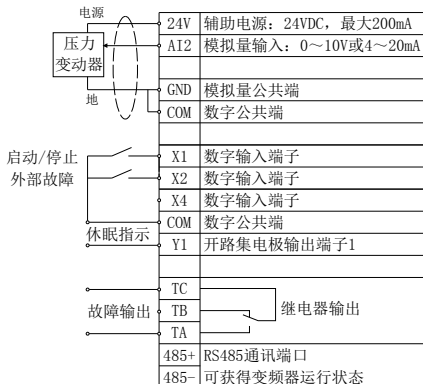 电源
24V 辅助电源：24VDC，最大200mA
压力
变动器
AI2 模拟量输入：0～10V或4～20mA
地
GND 模拟量公共端
COM 数字公共端
启动/停止
X1 数字输入端子
外部故障
X2 数字输入端子
X4 数字输入端子
COM 数字公共端
休眠指示
Y1 开路集电极输出端子1
TC
故障输出
TB
继电器输出
TA
485+ RS485通讯端口
485- 可获得变频器运行状态